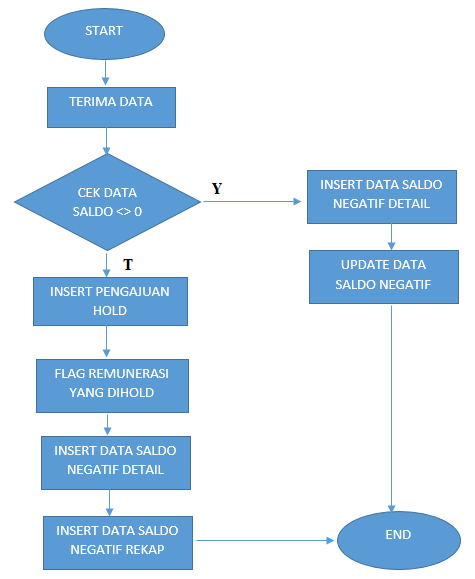 START
TERIMA DATA
CEK DATA
SALDO <> 0
Y
INSERT DATA SALDO
NEGATIF DETAIL
UPDATE DATA
SALDO NEGATIF
T
INSERT PENGAJUAN
HOLD
FLAG REMUNERASI
YANG DIHOLD
INSERT DATA SALDO
NEGATIF DETAIL
INSERT DATA SALDO
NEGATIF REKAP
END